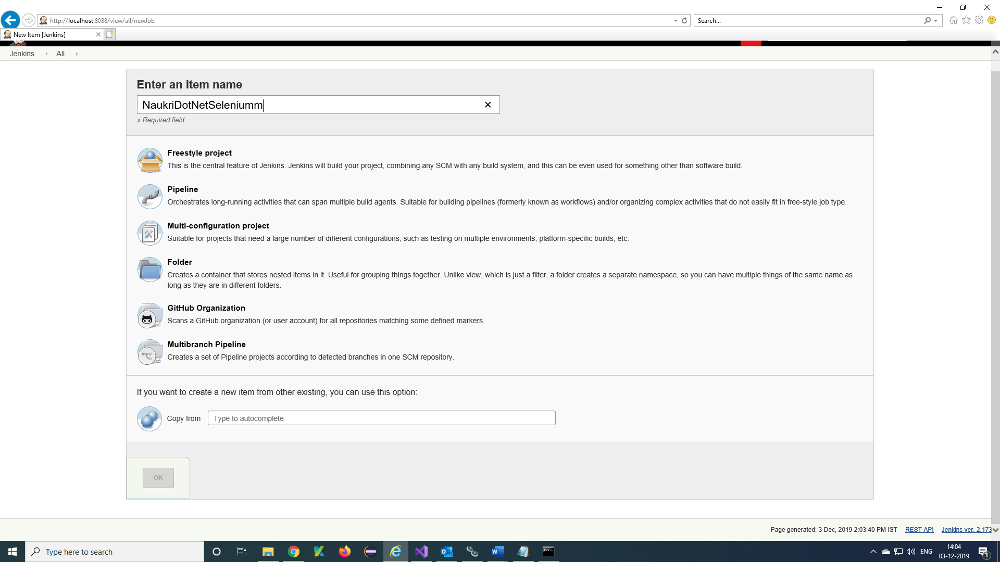 http://localhost:8088/view/all/newJob
Search...
New Item [Jenkins]
Jenkins
All
Enter an item name
NaukriDotNetSeleniumm
» Required field
Freestyle project
This is the central feature of Jenkins. Jenkins will build your project, combining any SCM with any build system, and this can be even used for something other than software build.
Pipeline
Orchestrates long-running activities that can span multiple build agents. Suitable for building pipelines (formerly known as workflows) and/or organizing complex activities that do not easily fit in free-style job type.
Multi-configuration project
Suitable for projects that need a large number of different configurations, such as testing on multiple environments, platform-specific builds, etc.
Folder
Creates a container that stores nested items in it. Useful for grouping things together. Unlike view, which is just a filter, a folder creates a separate namespace, so you can have multiple things of the same name as
long as they are in different folders.
GitHub Organization
Scans a GitHub organization (or user account) for all repositories matching some defined markers.
Multibranch Pipeline
Creates a set of Pipeline projects according to detected branches in one SCM repository.
If you want to create a new item from other existing, you can use this option:
Copy from
Type to autocomplete
OK
Page generated: 3 Dec, 2019 2:03:40 PM IST
REST API
Jenkins ver. 2.173
Type here to search
ENG
14:04
03-12-2019
1